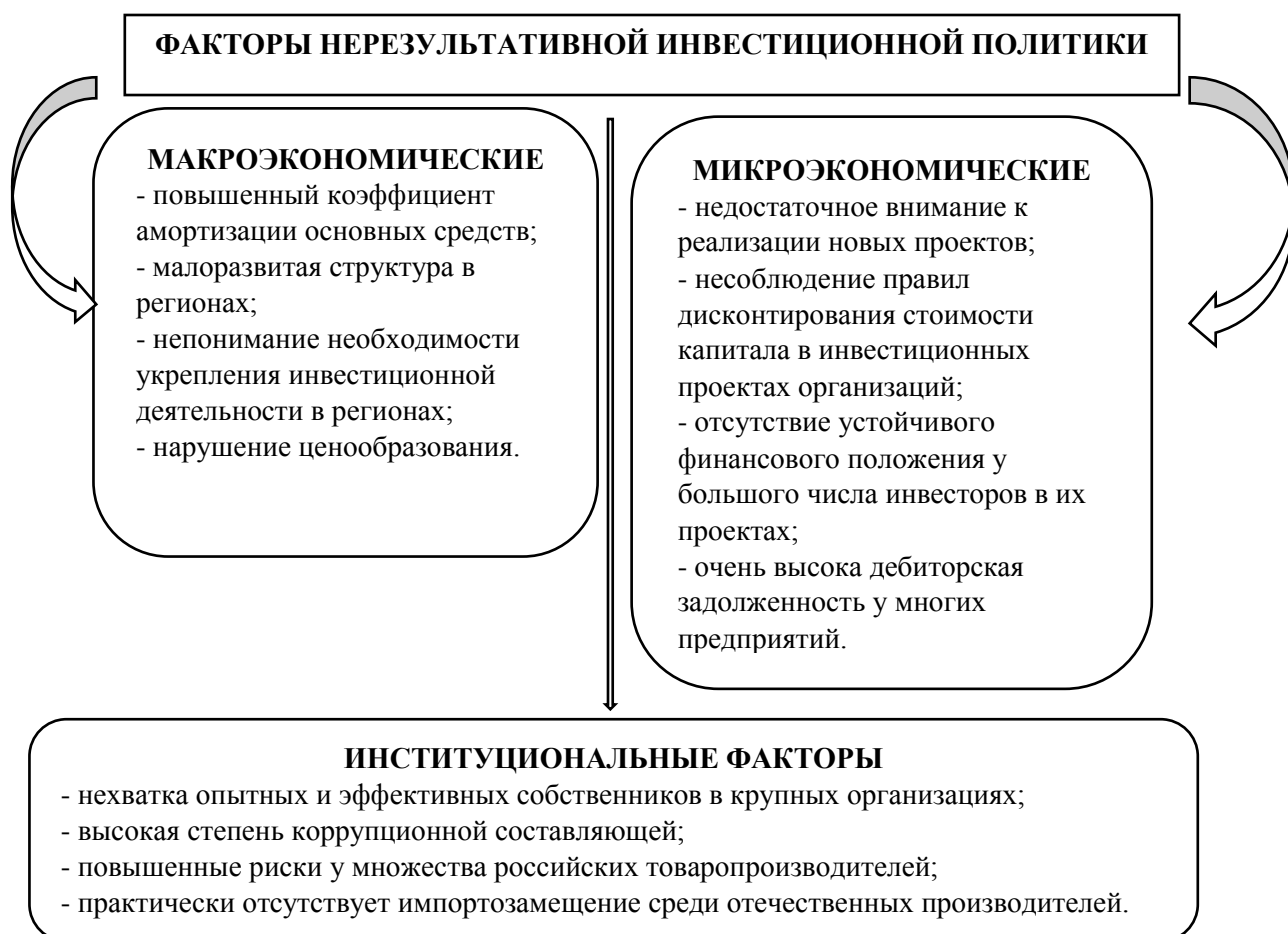 ФАКТОРЫ НЕРЕЗУЛЬТАТИВНОЙ ИНВЕСТИЦИОННОЙ ПОЛИТИКИ
МАКРОЭКОНОМИЧЕСКИЕ
- повышенный коэффициент
амортизации основных средств;
- малоразвитая структура в
регионах;
- непонимание необходимости
укрепления инвестиционной
деятельности в регионах;
- нарушение ценообразования.
МИКРОЭКОНОМИЧЕСКИЕ
- недостаточное внимание к
реализации новых проектов;
- несоблюдение правил
дисконтирования стоимости
капитала в инвестиционных
проектах организаций;
- отсутствие устойчивого
финансового положения у
большого числа инвесторов в их
проектах;
- очень высока дебиторская
задолженность у многих
предприятий.
ИНСТИТУЦИОНАЛЬНЫЕ ФАКТОРЫ
- нехватка опытных и эффективных собственников в крупных организациях;
- высокая степень коррупционной составляющей;
- повышенные риски у множества российских товаропроизводителей;
- практически отсутствует импортозамещение среди отечественных производителей.